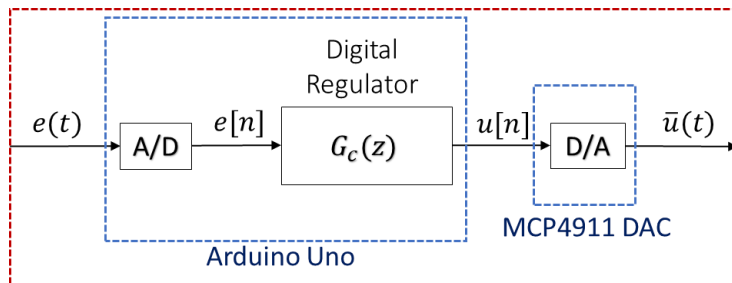 Digital
Regulator
e(t)
A/D
e[n]
G_c(z)
u[n]
D/A
ū(t)
MCP4911 DAC
Arduino Uno